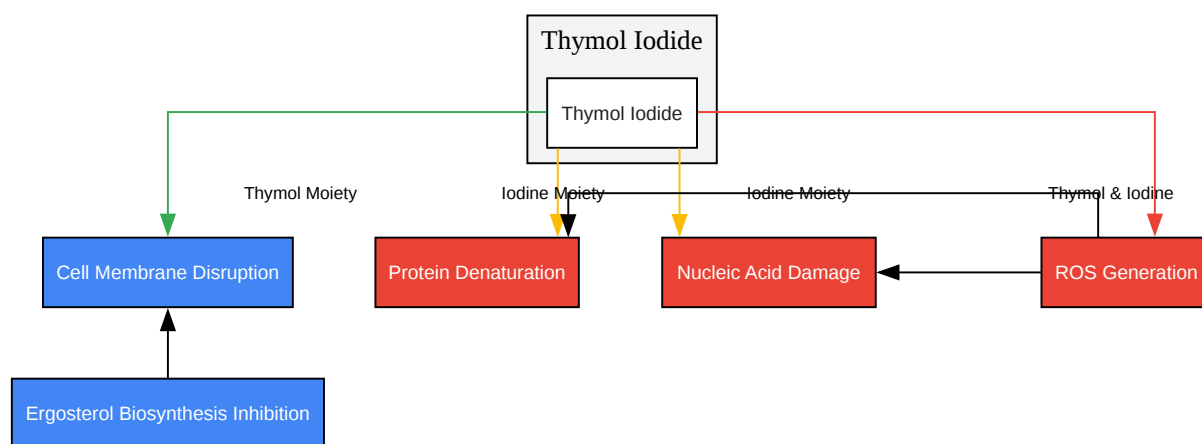 Thymol Iodide
Thymol Iodide
Thymol Moiety
Iodine Moiety
Iodine Moiety
Thymol & Iodine
Cell Membrane Disruption
Protein Denaturation
Nucleic Acid Damage
ROS Generation
Ergosterol Biosynthesis Inhibition